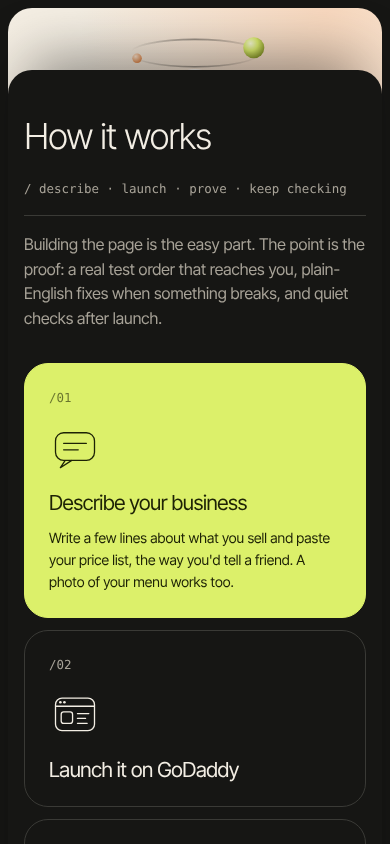 How it works
/ describe · launch · prove · keep checking
Building the page is the easy part. The point is the
proof: a real test order that reaches you, plain-
English fixes when something breaks, and quiet
checks after launch.
/01
Describe your business
Write a few lines about what you sell and paste
your price list, the way you'd tell a friend. A
photo of your menu works too.
/02
Launch it on GoDaddy